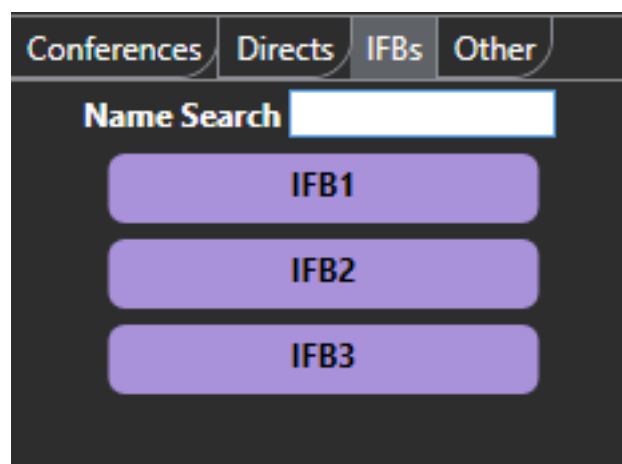 Conferences Directs IFBs Other
Name Search
IFB1
IFB2
IFB3